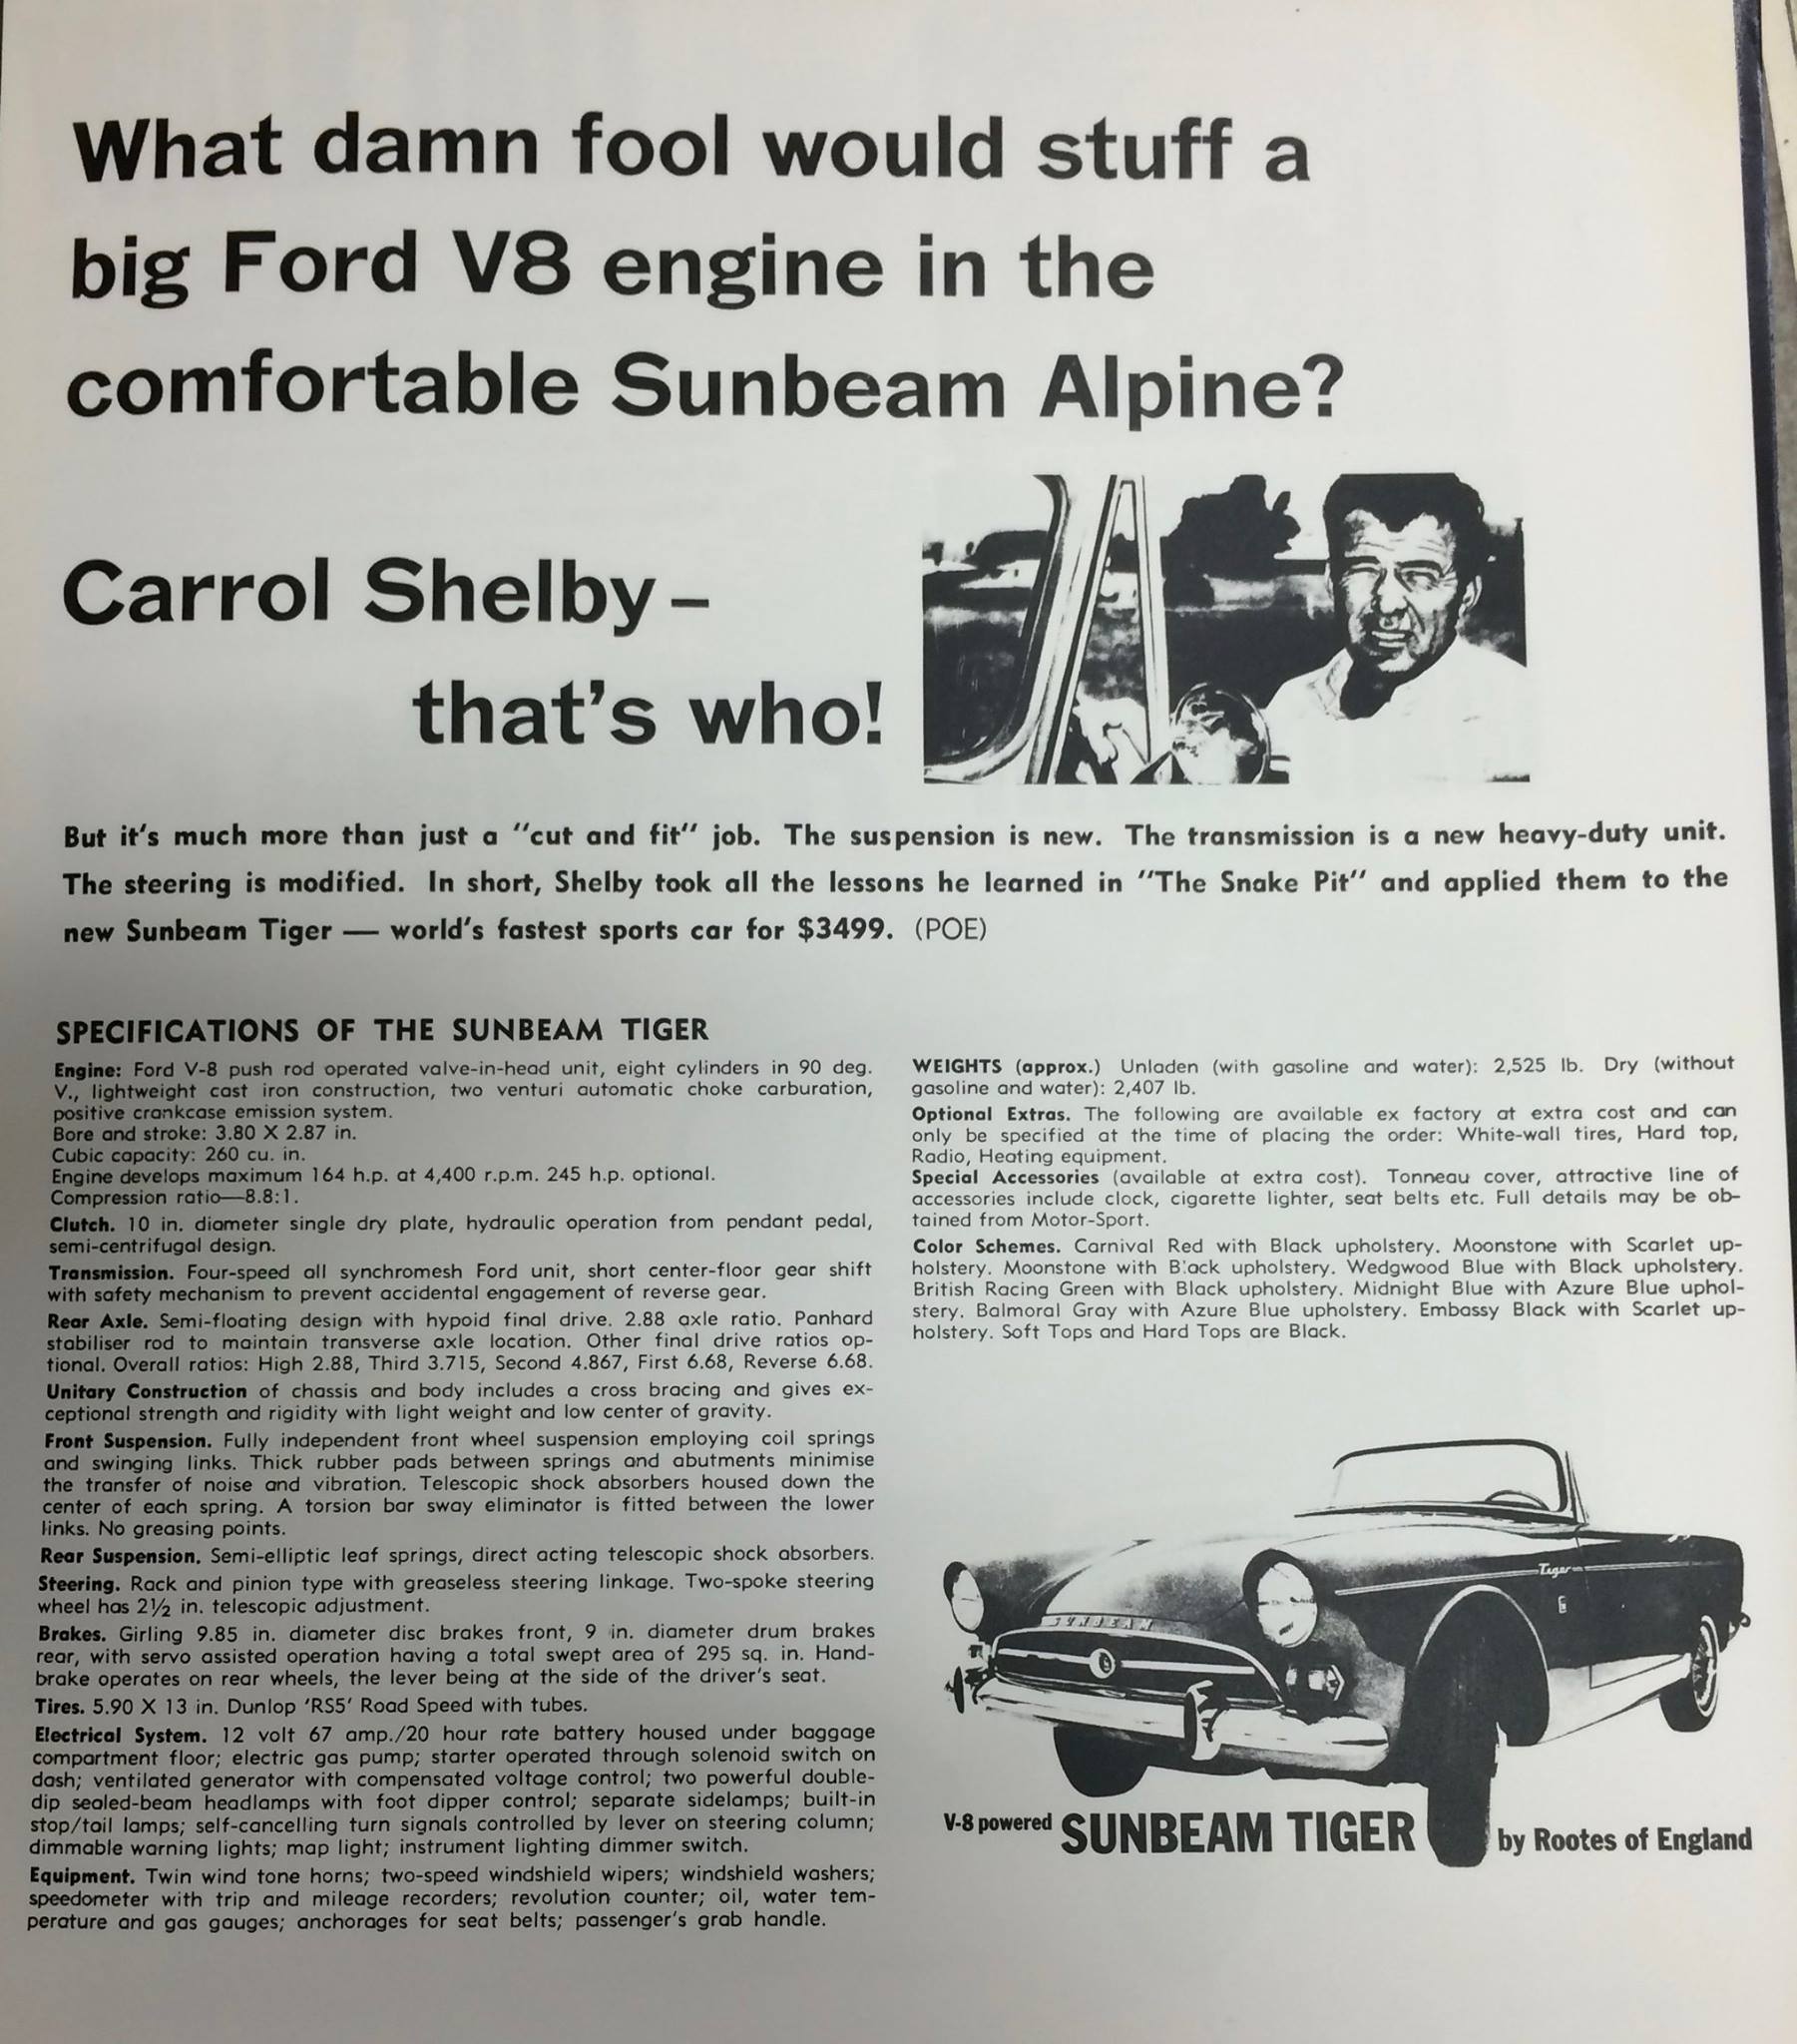 What damn fool would stuff a
big Ford V8 engine in the
comfortable Sunbeam Alpine?
Carrol Shelby –
that's who!
But it's much more than just a "cut and fit" job. The suspension is new. The transmission is a new heavy-duty unit.
The steering is modified. In short, Shelby took all the lessons he learned in "The Snake Pit" and applied them to the
new Sunbeam Tiger — world's fastest sports car for $3499. (POE)
SPECIFICATIONS OF THE SUNBEAM TIGER
Engine: Ford V-8 push rod operated valve-in-head unit, eight cylinders in 90 deg.
V., lightweight cast iron construction, two venturi automatic choke carburation,
positive crankcase emission system.
Bore and stroke: 3.80 X 2.87 in.
Cubic capacity: 260 cu. in.
Engine develops maximum 164 h.p. at 4,400 r.p.m. 245 h.p. optional.
Compression ratio—8.8:1.
Clutch. 10 in. diameter single dry plate, hydraulic operation from pendant pedal,
semi-centrifugal design.
Transmission. Four-speed all synchromesh Ford unit, short center-floor gear shift
with safety mechanism to prevent accidental engagement of reverse gear.
Rear Axle. Semi-floating design with hypoid final drive. 2.88 axle ratio. Panhard
stabiliser rod to maintain transverse axle location. Other final drive ratios op-
tional. Overall ratios: High 2.88, Third 3.715, Second 4.867, First 6.68, Reverse 6.68.
Unitary Construction of chassis and body includes a cross bracing and gives ex-
ceptional strength and rigidity with light weight and low center of gravity.
Front Suspension. Fully independent front wheel suspension employing coil springs
and swinging links. Thick rubber pads between springs and abutments minimise
the transfer of noise and vibration. Telescopic shock absorbers housed down the
center of each spring. A torsion bar sway eliminator is fitted between the lower
links. No greasing points.
Rear Suspension. Semi-elliptic leaf springs, direct acting telescopic shock absorbers.
Steering. Rack and pinion type with greaseless steering linkage. Two-spoke steering
wheel has 2½ in. telescopic adjustment.
Brakes. Girling 9.85 in. diameter disc brakes front, 9 in. diameter drum brakes
rear, with servo assisted operation having a total swept area of 295 sq. in. Hand-
brake operates on rear wheels, the lever being at the side of the driver's seat.
Tires. 5.90 X 13 in. Dunlop 'RS5' Road Speed with tubes.
Electrical System. 12 volt 67 amp./20 hour rate battery housed under baggage
compartment floor; electric gas pump; starter operated through solenoid switch on
dash; ventilated generator with compensated voltage control; two powerful double-
dip sealed-beam headlamps with foot dipper control; separate sidelamps; built-in
stop/tail lamps; self-cancelling turn signals controlled by lever on steering column;
dimmable warning lights; map light; instrument lighting dimmer switch.
Equipment. Twin wind tone horns; two-speed windshield wipers; windshield washers;
speedometer with trip and mileage recorders; revolution counter; oil, water tem-
perature and gas gauges; anchorages for seat belts; passenger's grab handle.
WEIGHTS (approx.) Unladen (with gasoline and water): 2,525 lb. Dry (without
gasoline and water): 2,407 lb.
Optional Extras. The following are available ex factory at extra cost and can
only be specified at the time of placing the order: White-wall tires, Hard top,
Radio, Heating equipment.
Special Accessories (available at extra cost). Tonneau cover, attractive line of
accessories include clock, cigarette lighter, seat belts etc. Full details may be ob-
tained from Motor-Sport.
Color Schemes. Carnival Red with Black upholstery. Moonstone with Scarlet up-
holstery. Moonstone with Black upholstery. Wedgwood Blue with Black upholstery.
British Racing Green with Black upholstery. Midnight Blue with Azure Blue uphol-
stery. Balmoral Gray with Azure Blue upholstery. Embassy Black with Scarlet up-
holstery. Soft Tops and Hard Tops are Black.
Tiger
SUNBEAM
V-8 powered SUNBEAM TIGER by Rootes of England